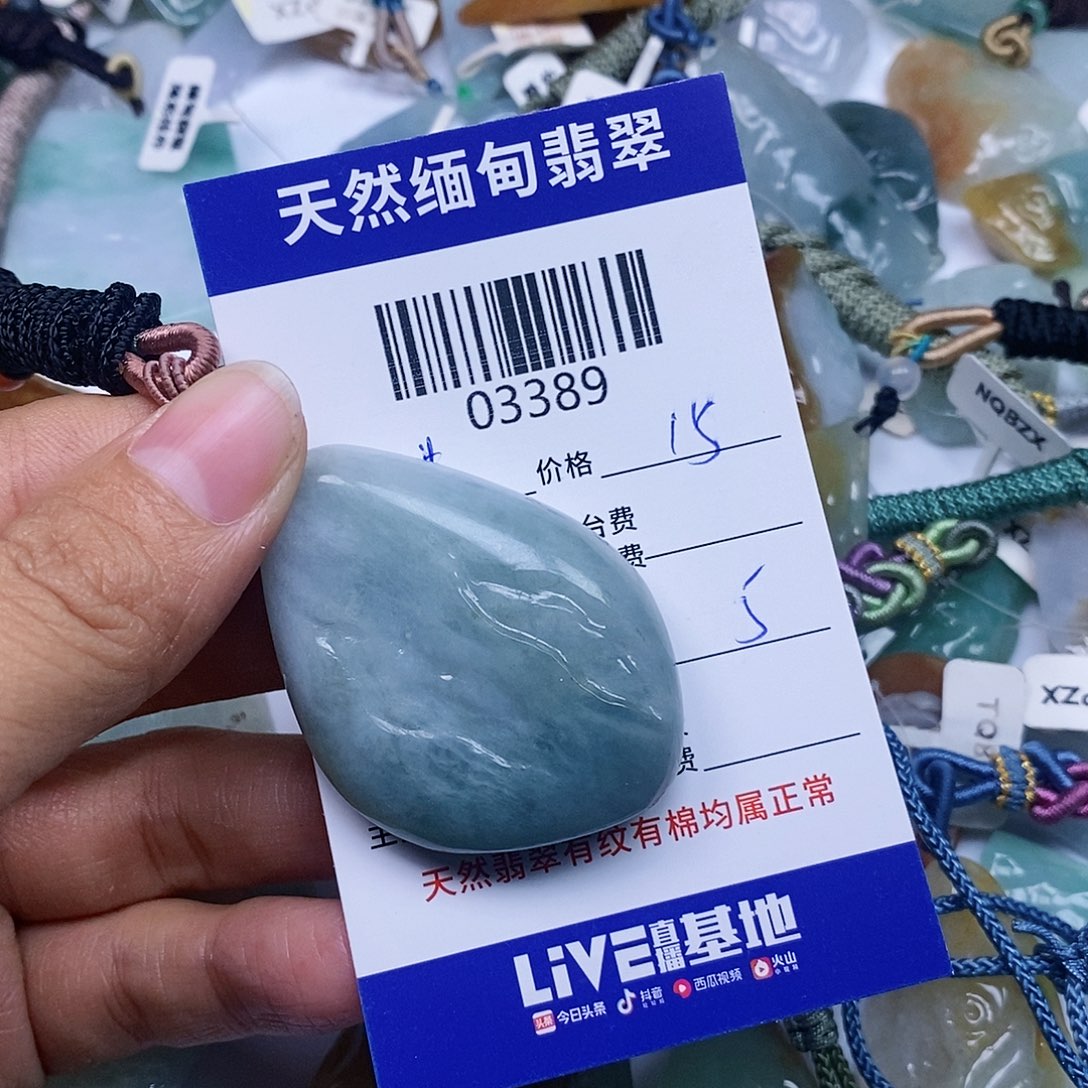 天然缅甸翡翠
03389
价格 15
台费
费
5
费
天然翡翠有纹有棉均属正常
LiVE直播基地
头条 今日头条 抖音 西瓜视频 火山
NQBZX